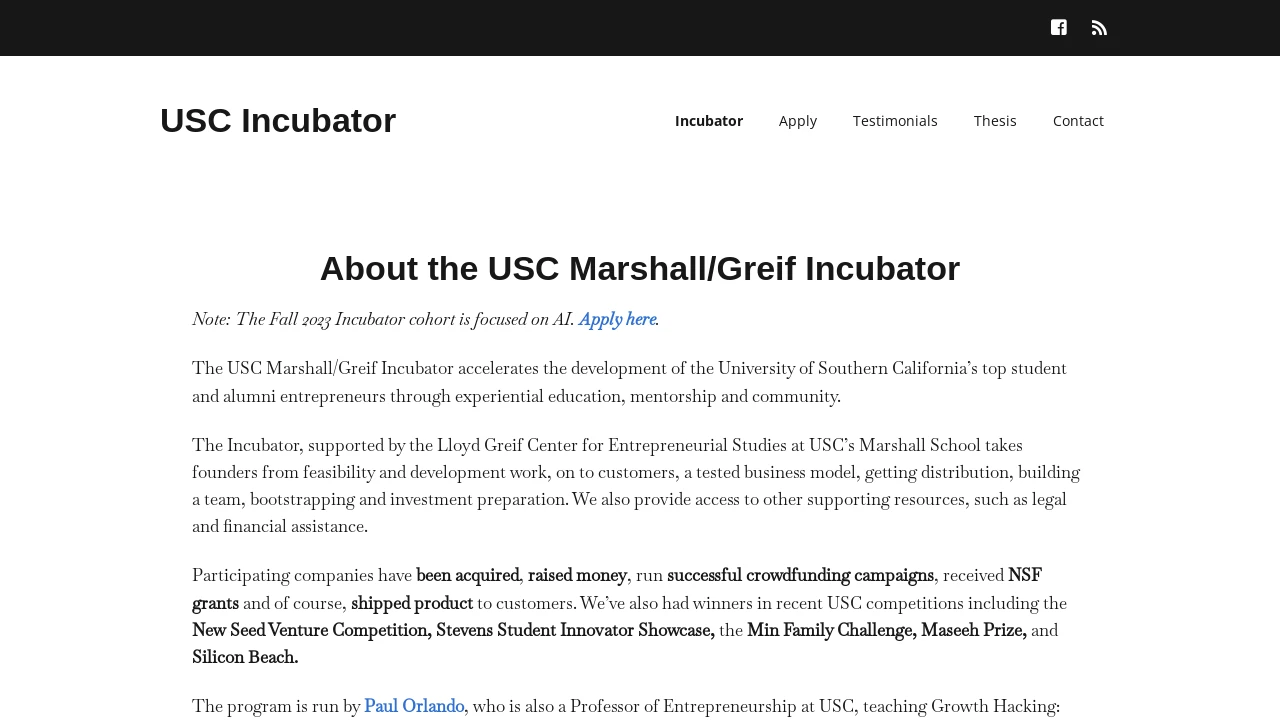 USC Incubator
Incubator Apply Testimonials Thesis Contact
About the USC Marshall/Greif Incubator
Note: The Fall 2023 Incubator cohort is focused on AI. Apply here.
The USC Marshall/Greif Incubator accelerates the development of the University of Southern California’s top student
and alumni entrepreneurs through experiential education, mentorship and community.
The Incubator, supported by the Lloyd Greif Center for Entrepreneurial Studies at USC’s Marshall School takes
founders from feasibility and development work, on to customers, a tested business model, getting distribution, building
a team, bootstrapping and investment preparation. We also provide access to other supporting resources, such as legal
and financial assistance.
Participating companies have been acquired, raised money, run successful crowdfunding campaigns, received NSF
grants and of course, shipped product to customers. We’ve also had winners in recent USC competitions including the
New Seed Venture Competition, Stevens Student Innovator Showcase, the Min Family Challenge, Maseeh Prize, and
Silicon Beach.
The program is run by Paul Orlando, who is also a Professor of Entrepreneurship at USC, teaching Growth Hacking: